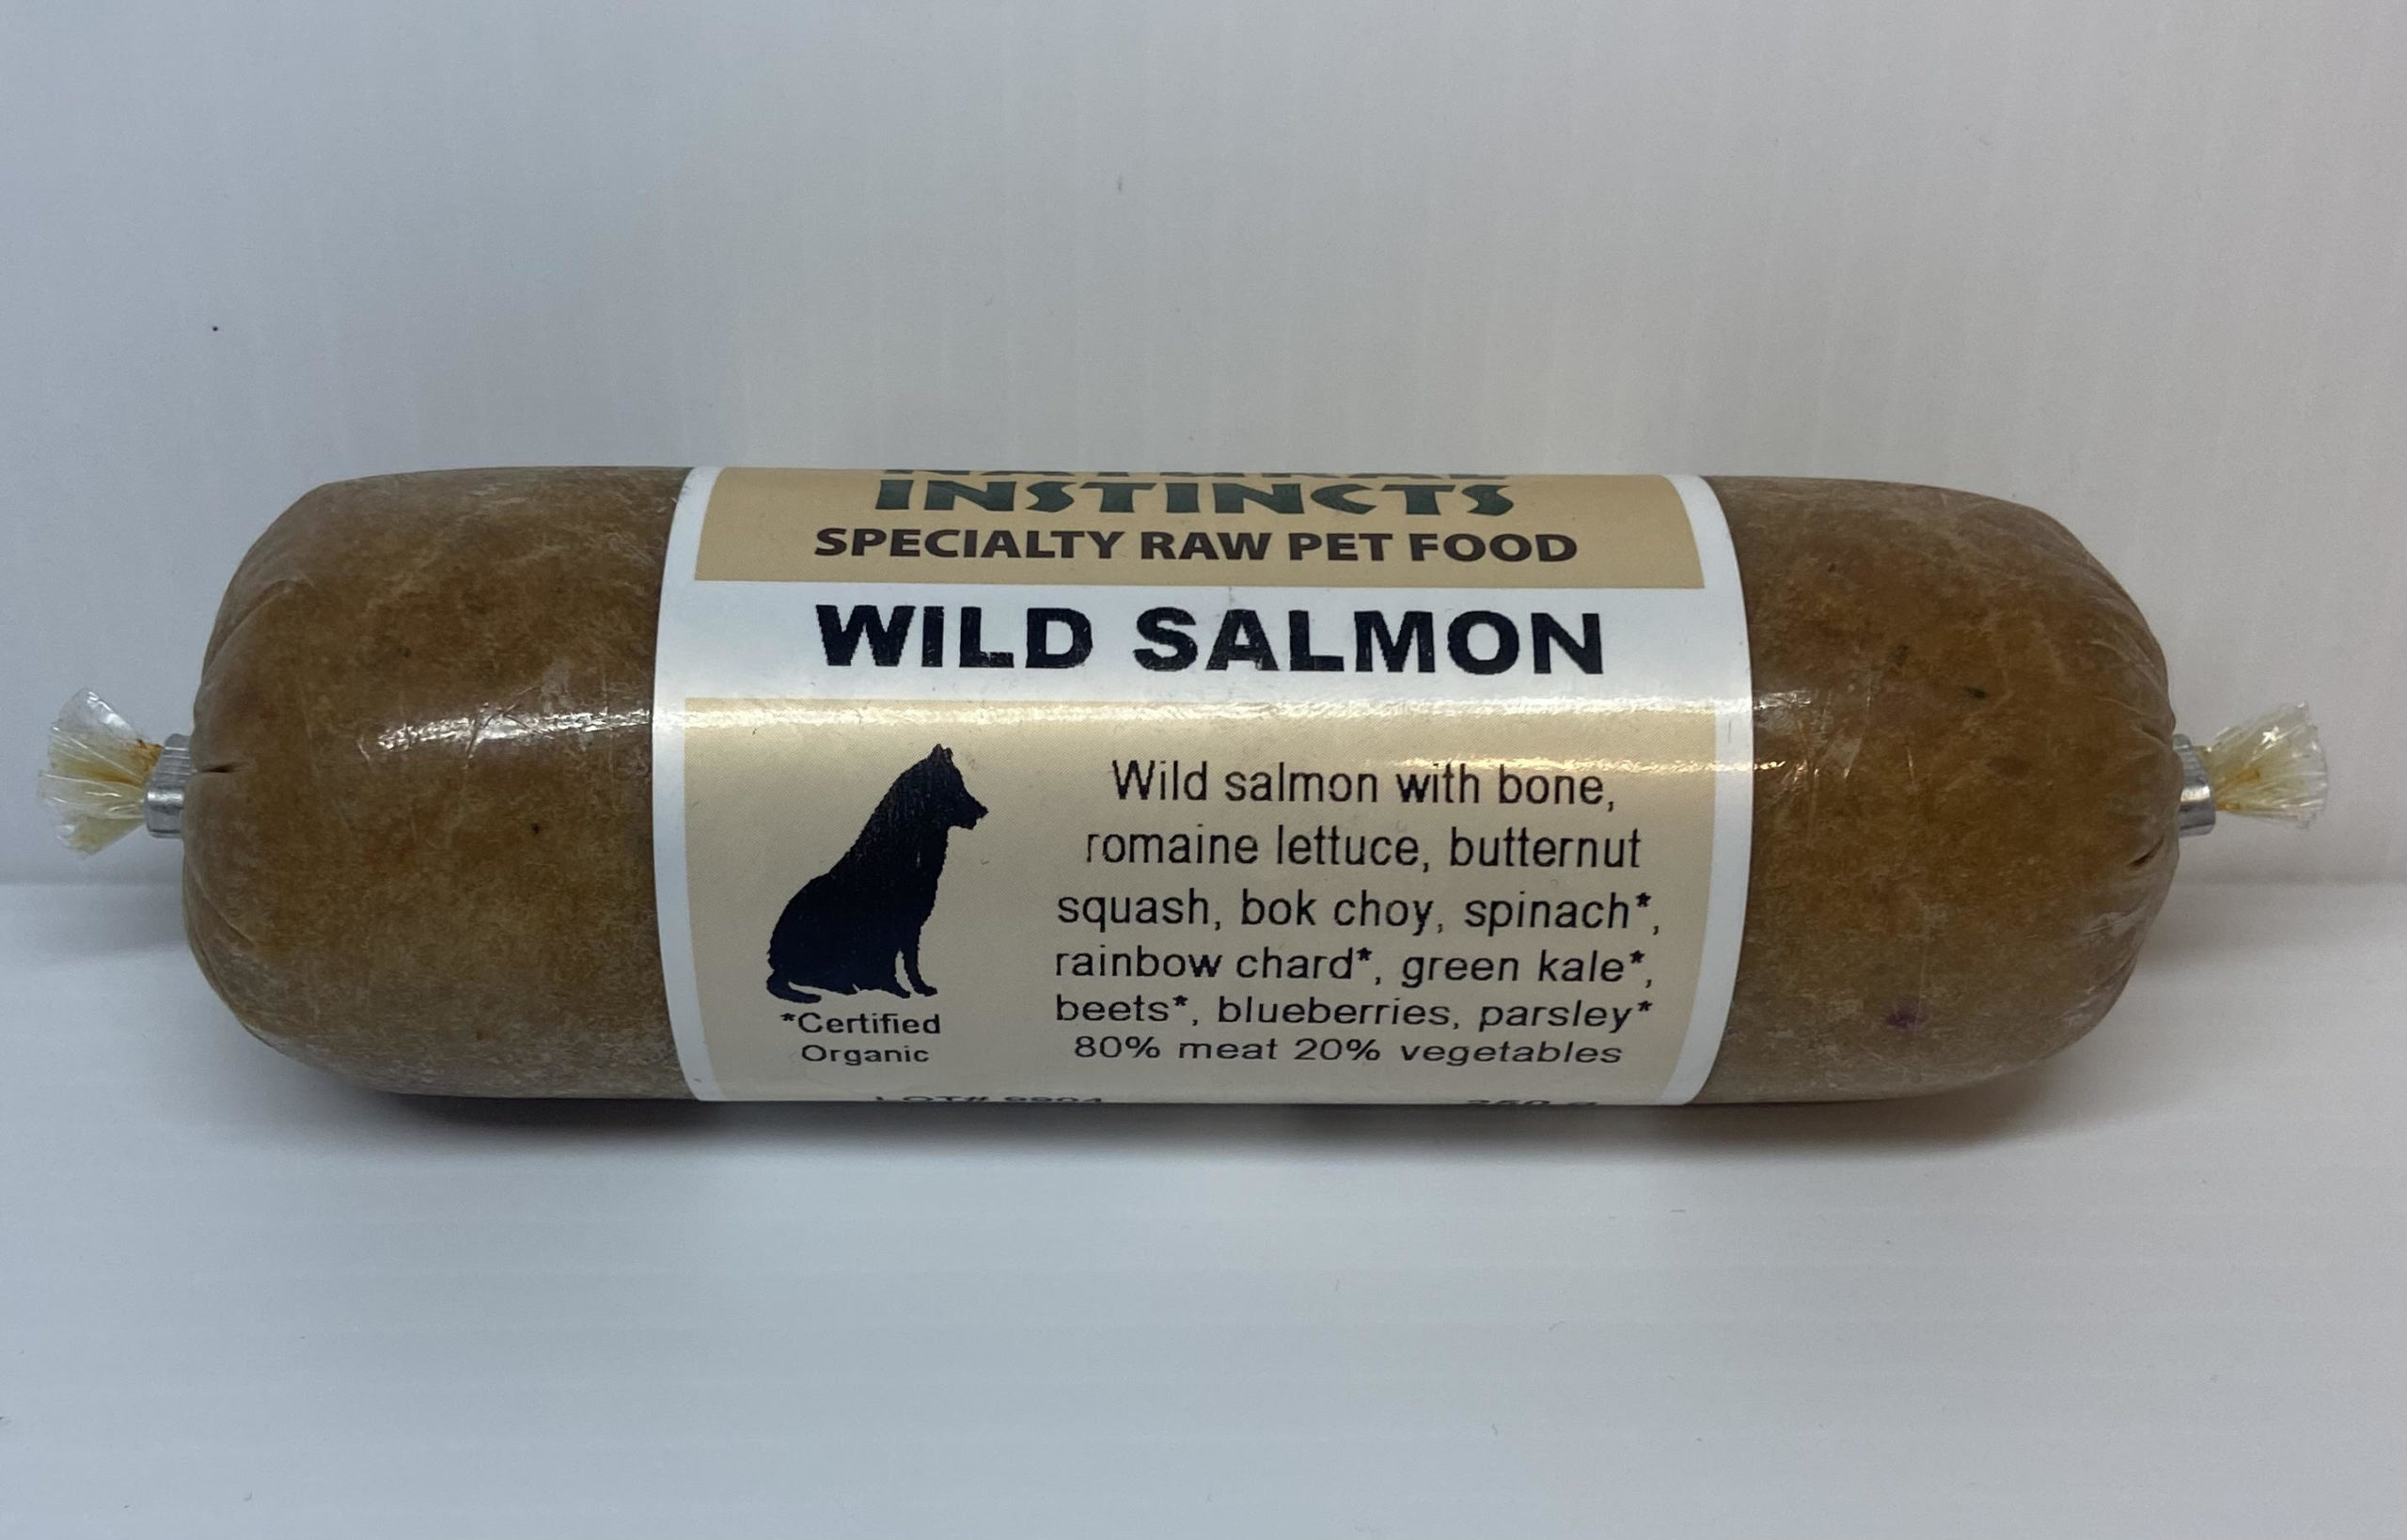 INSTINCTS
SPECIALTY RAW PET FOOD
WILD SALMON
Wild salmon with bone,
romaine lettuce, butternut
squash, bok choy, spinach*,
rainbow chard*, green kale*,
beets*, blueberries, parsley*
80% meat 20% vegetables
*Certified
Organic
LOT#